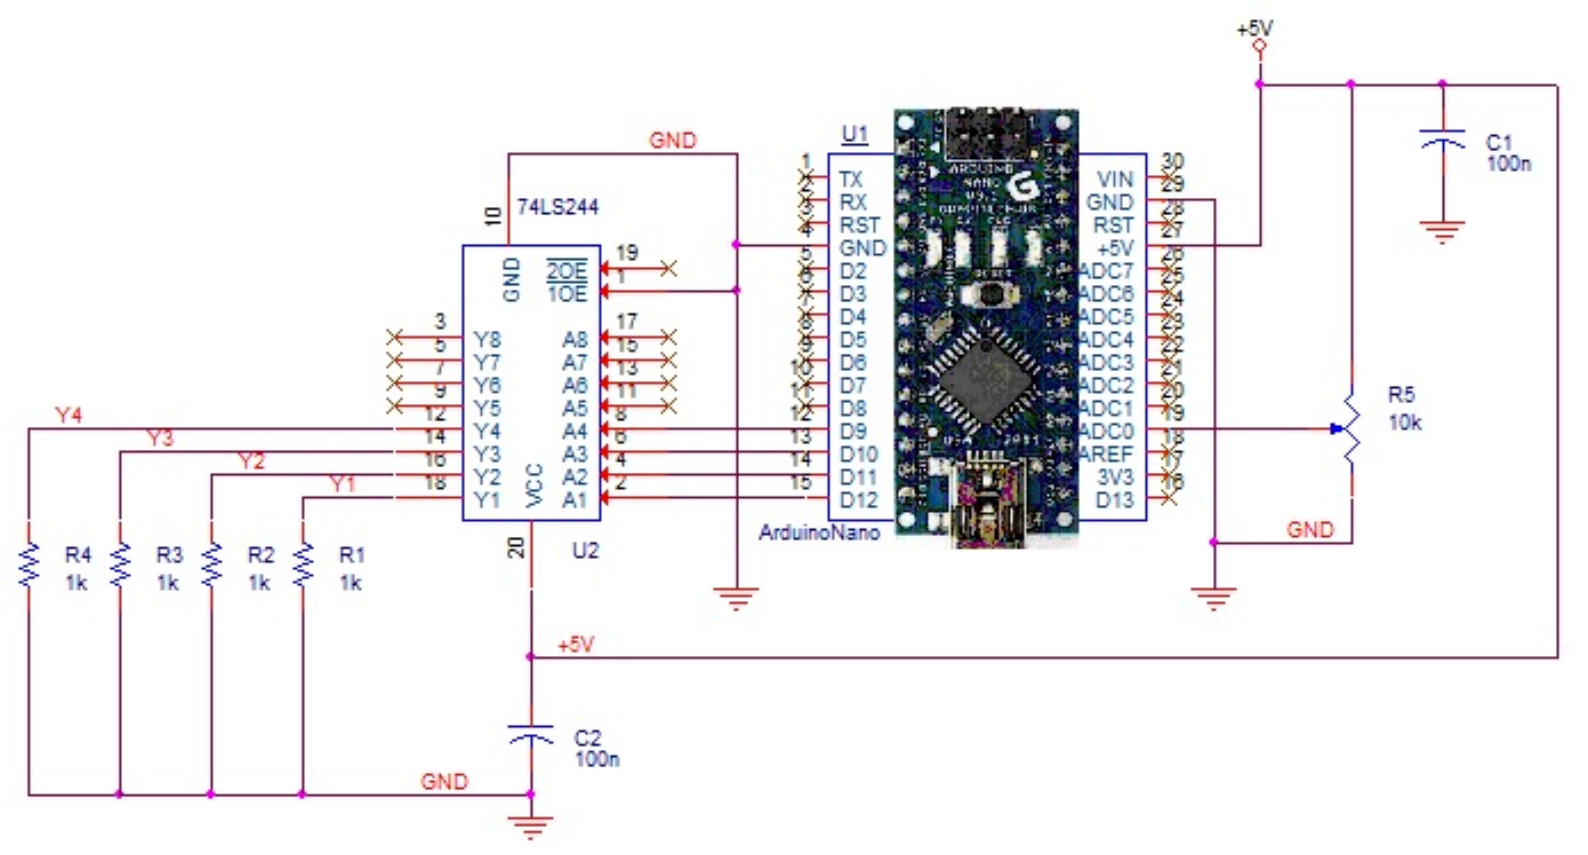 +5V
GND
U1
C1
100n
74LS244
10
GND
2OE
1OE
19
1
3 Y8 A8 17
5 Y7 A7 15
7 Y6 A6 13
9 Y5 A5 11
12 Y4 A4 8
14 Y3 A3 6
16 Y2 A2 4
18 Y1 A1 2
VCC
20
U2
Y4
Y3
Y2
Y1
1 TX
2 RX
3 RST
4 GND
5 D2
6 D3
7 D4
8 D5
9 D6
10 D7
11 D8
12 D9
13 D10
14 D11
15 D12
ArduinoNano
ARDUINO
NANO
USA
VIN 30
GND 29
RST 28
+5V 27
ADC7 26
ADC6 25
ADC5 24
ADC4 23
ADC3 22
ADC2 21
ADC1 20
ADC0 19
AREF 18
3V3 17
D13 16
R5
10k
GND
R4
1k
R3
1k
R2
1k
R1
1k
+5V
C2
100n
GND